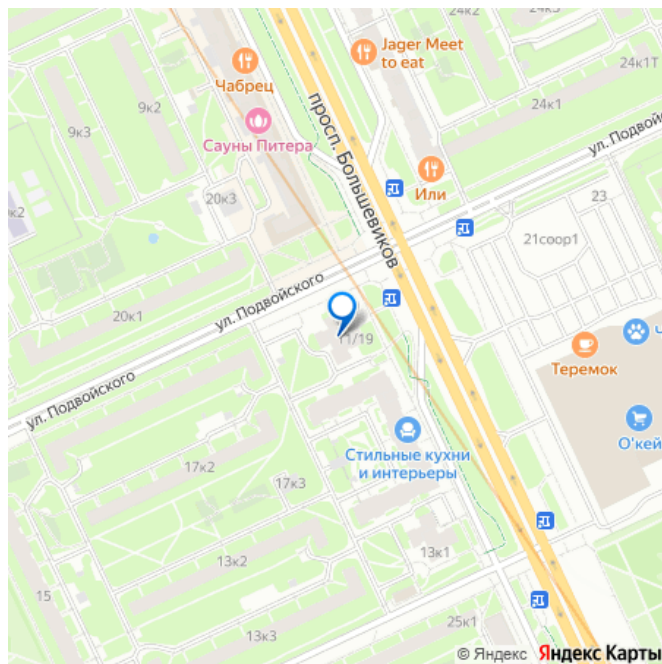 24к2
24к3
Jager Meet
to eat
24к1Т
Чабрец
9к2
24к1
9к3
Сауны Питера
просп. Большевиков
ул. Подвойс
Или
20к3
23
21соор1
ул. Подвойского
20к1
11/19
Теремок
ул. Подвойского
О'кей
Стильные кухни
и интерьеры
17к2
17к3
13к1
13к2
15
25к1
13к3
© Яндекс Яндекс Карты